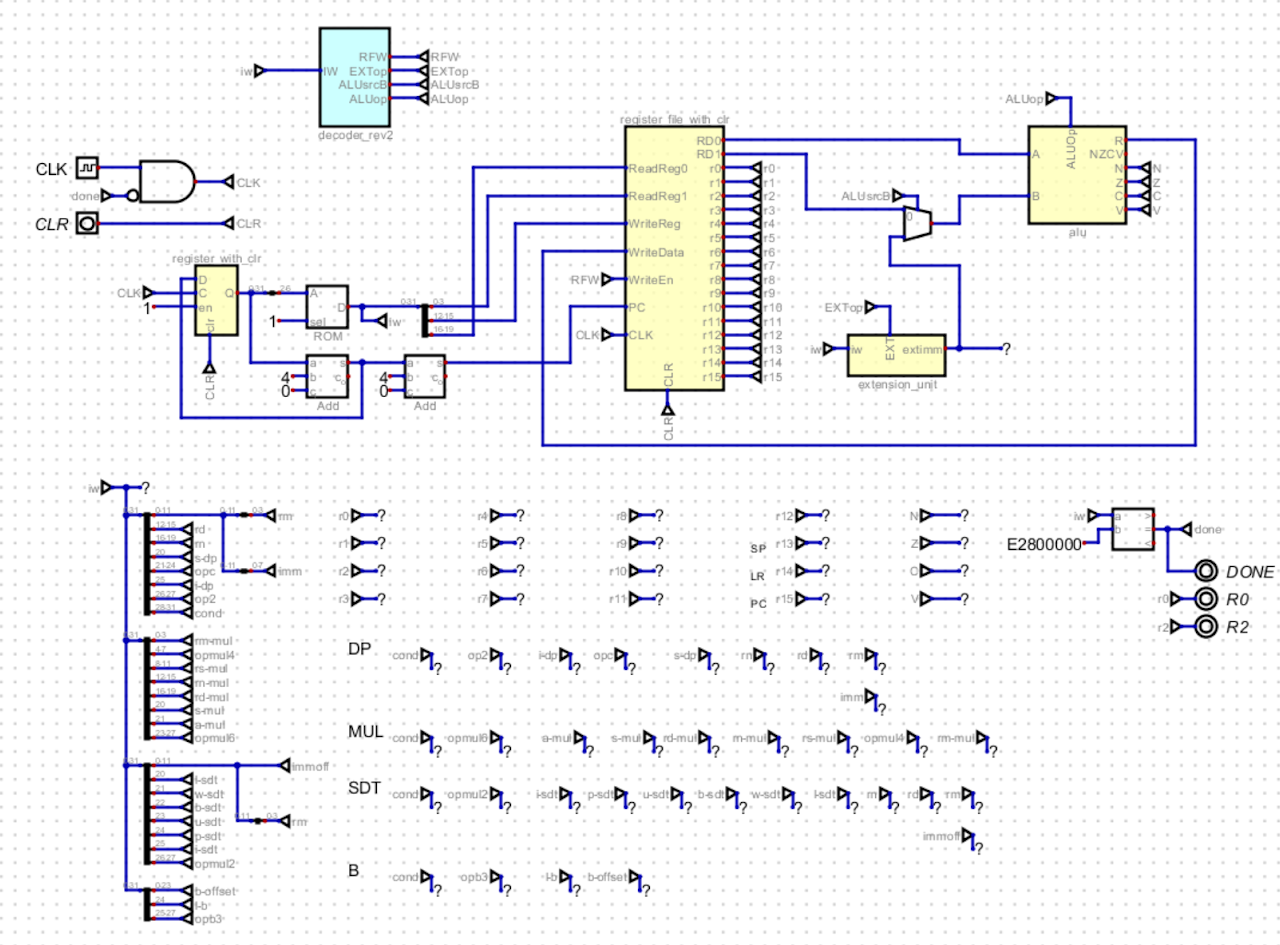 iw IW RFW RFW
EXTop EXTop
ALUsrcB ALUsrcB
ALUop ALUop
decoder_rev2
CLK
done
CLK
CLR CLR
register_with_clr
CLK
1
D
C
en
Q
clr
CLR
0-31 2-6
A
D
sel
1
ROM
iw
0-31 0-3
12-15
16-19
a
b
c
s
4
0
Add
a
b
c
s
4
0
Add
register_file_with_clr
ReadReg0
ReadReg1
WriteReg
WriteData
RFW WriteEn
PC
CLK CLK
CLR
CLR
RD0
RD1
r0 r0
r1 r1
r2 r2
r3 r3
r4 r4
r5 r5
r6 r6
r7 r7
r8 r8
r9 r9
r10 r10
r11 r11
r12 r12
r13 r13
r14 r14
r15 r15
ALUsrcB
0
EXTop
iw iw EXT extimm ?
extension_unit
ALUop
ALUOp
A
B
R
NZCV
N N
Z Z
C C
V V
alu
iw ?
0-31 0-11 0-11 0-3 rm
12-15 rd
16-19 rn
20 s-dp
21-24 opc 0-11 0-7 imm
25 i-dp
26-27 op2
28-31 cond
0-31 0-3 rm-mul
4-7 opmul4
8-11 rs-mul
12-15 rn-mul
16-19 rd-mul
20 s-mul
21 a-mul
23-27 opmul6
0-31 0-11 immoff
20 l-sdt
21 w-sdt
22 b-sdt
23 u-sdt 0-11 0-3 rm
24 p-sdt
25 i-sdt
26-27 opmul2
0-31 0-23 b-offset
24 l-b
25-27 opb3
r0 ? r4 ? r8 ? r12 ? N ?
r1 ? r5 ? r9 ? SP r13 ? Z ?
r2 ? r6 ? r10 ? LR r14 ? C ?
r3 ? r7 ? r11 ? PC r15 ? V ?
DP cond ? op2 ? i-dp ? opc ? s-dp ? rn ? rd ? rm ?
imm ?
MUL cond ? opmul6 ? a-mul ? s-mul ? rd-mul ? rn-mul ? rs-mul ? opmul4 ? rm-mul ?
SDT cond ? opmul2 ? i-sdt ? p-sdt ? u-sdt ? b-sdt ? w-sdt ? l-sdt ? rn ? rd ? rm ?
immoff ?
B cond ? opb3 ? l-b ? b-offset ?
iw a >
E2800000 b = done
<
DONE
r0 R0
r2 R2